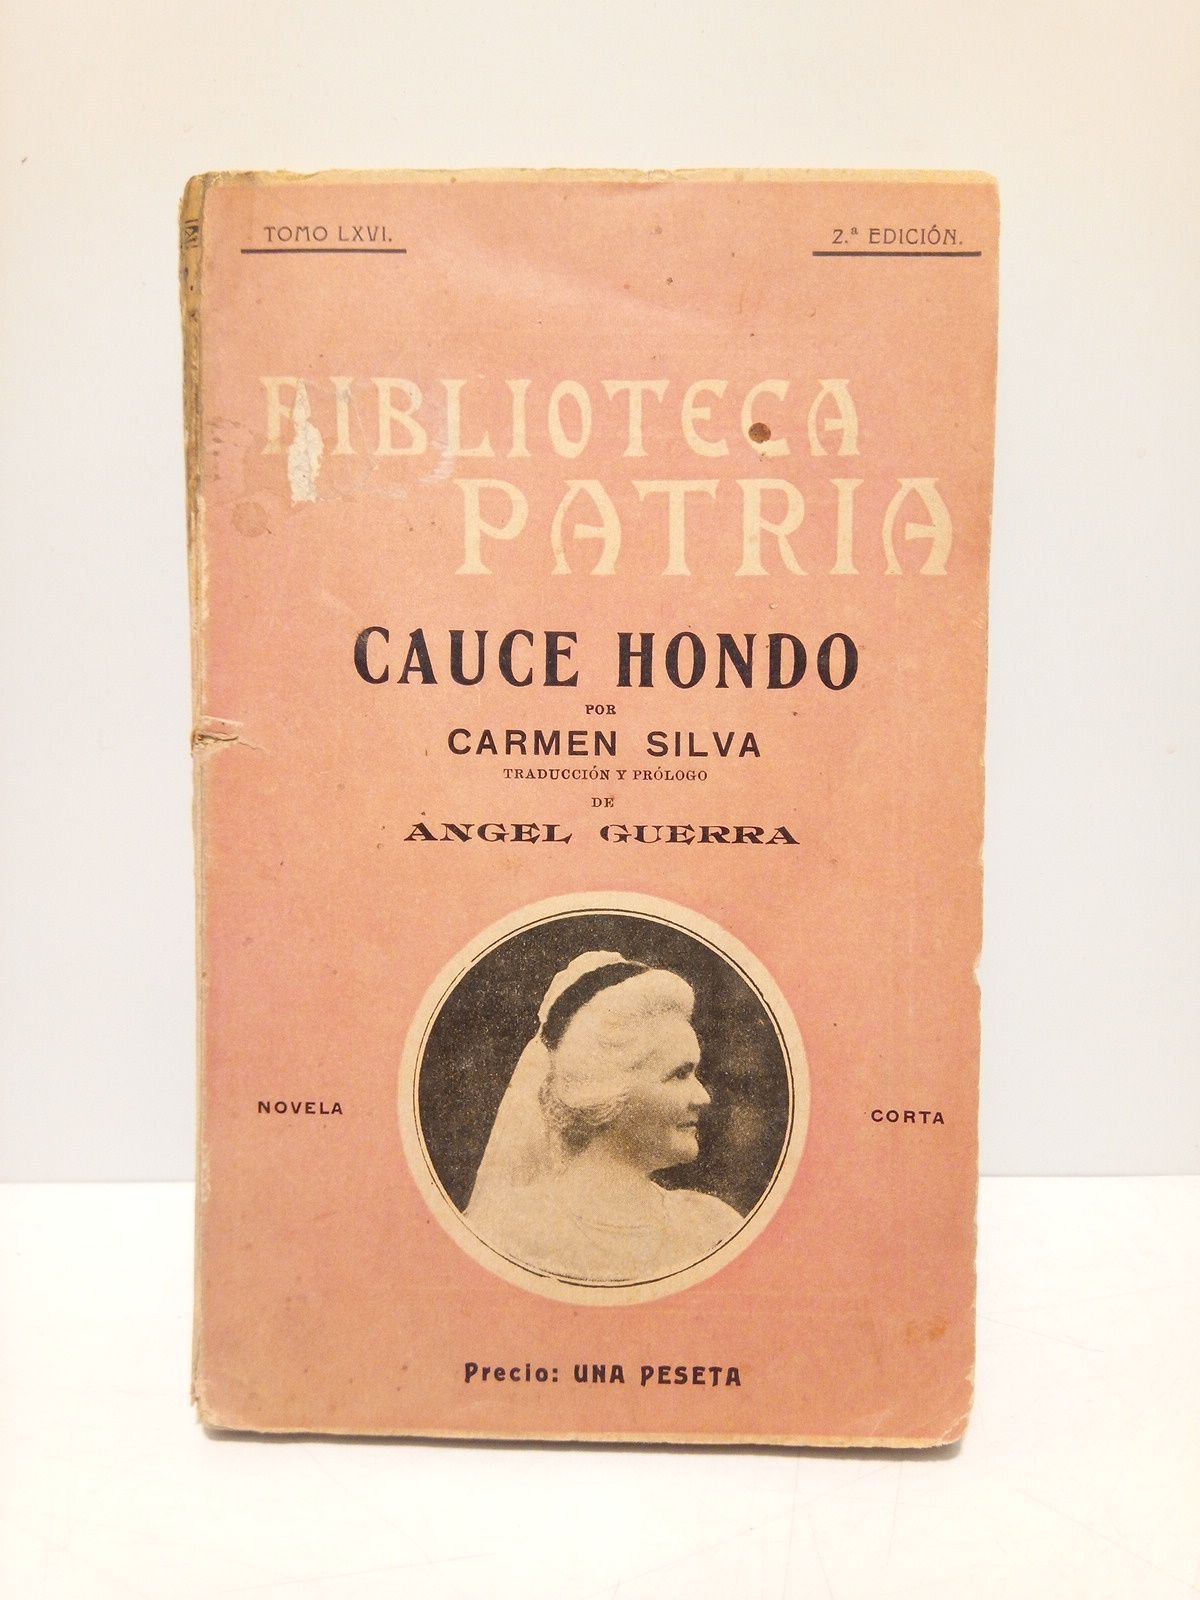 TOMO LXVI.
2.ª EDICIÓN.
BIBLIOTECA
PATRIA
CAUCE HONDO
POR
CARMEN SILVA
TRADUCCIÓN Y PRÓLOGO
DE
ANGEL GUERRA
NOVELA
CORTA
Precio: UNA PESETA